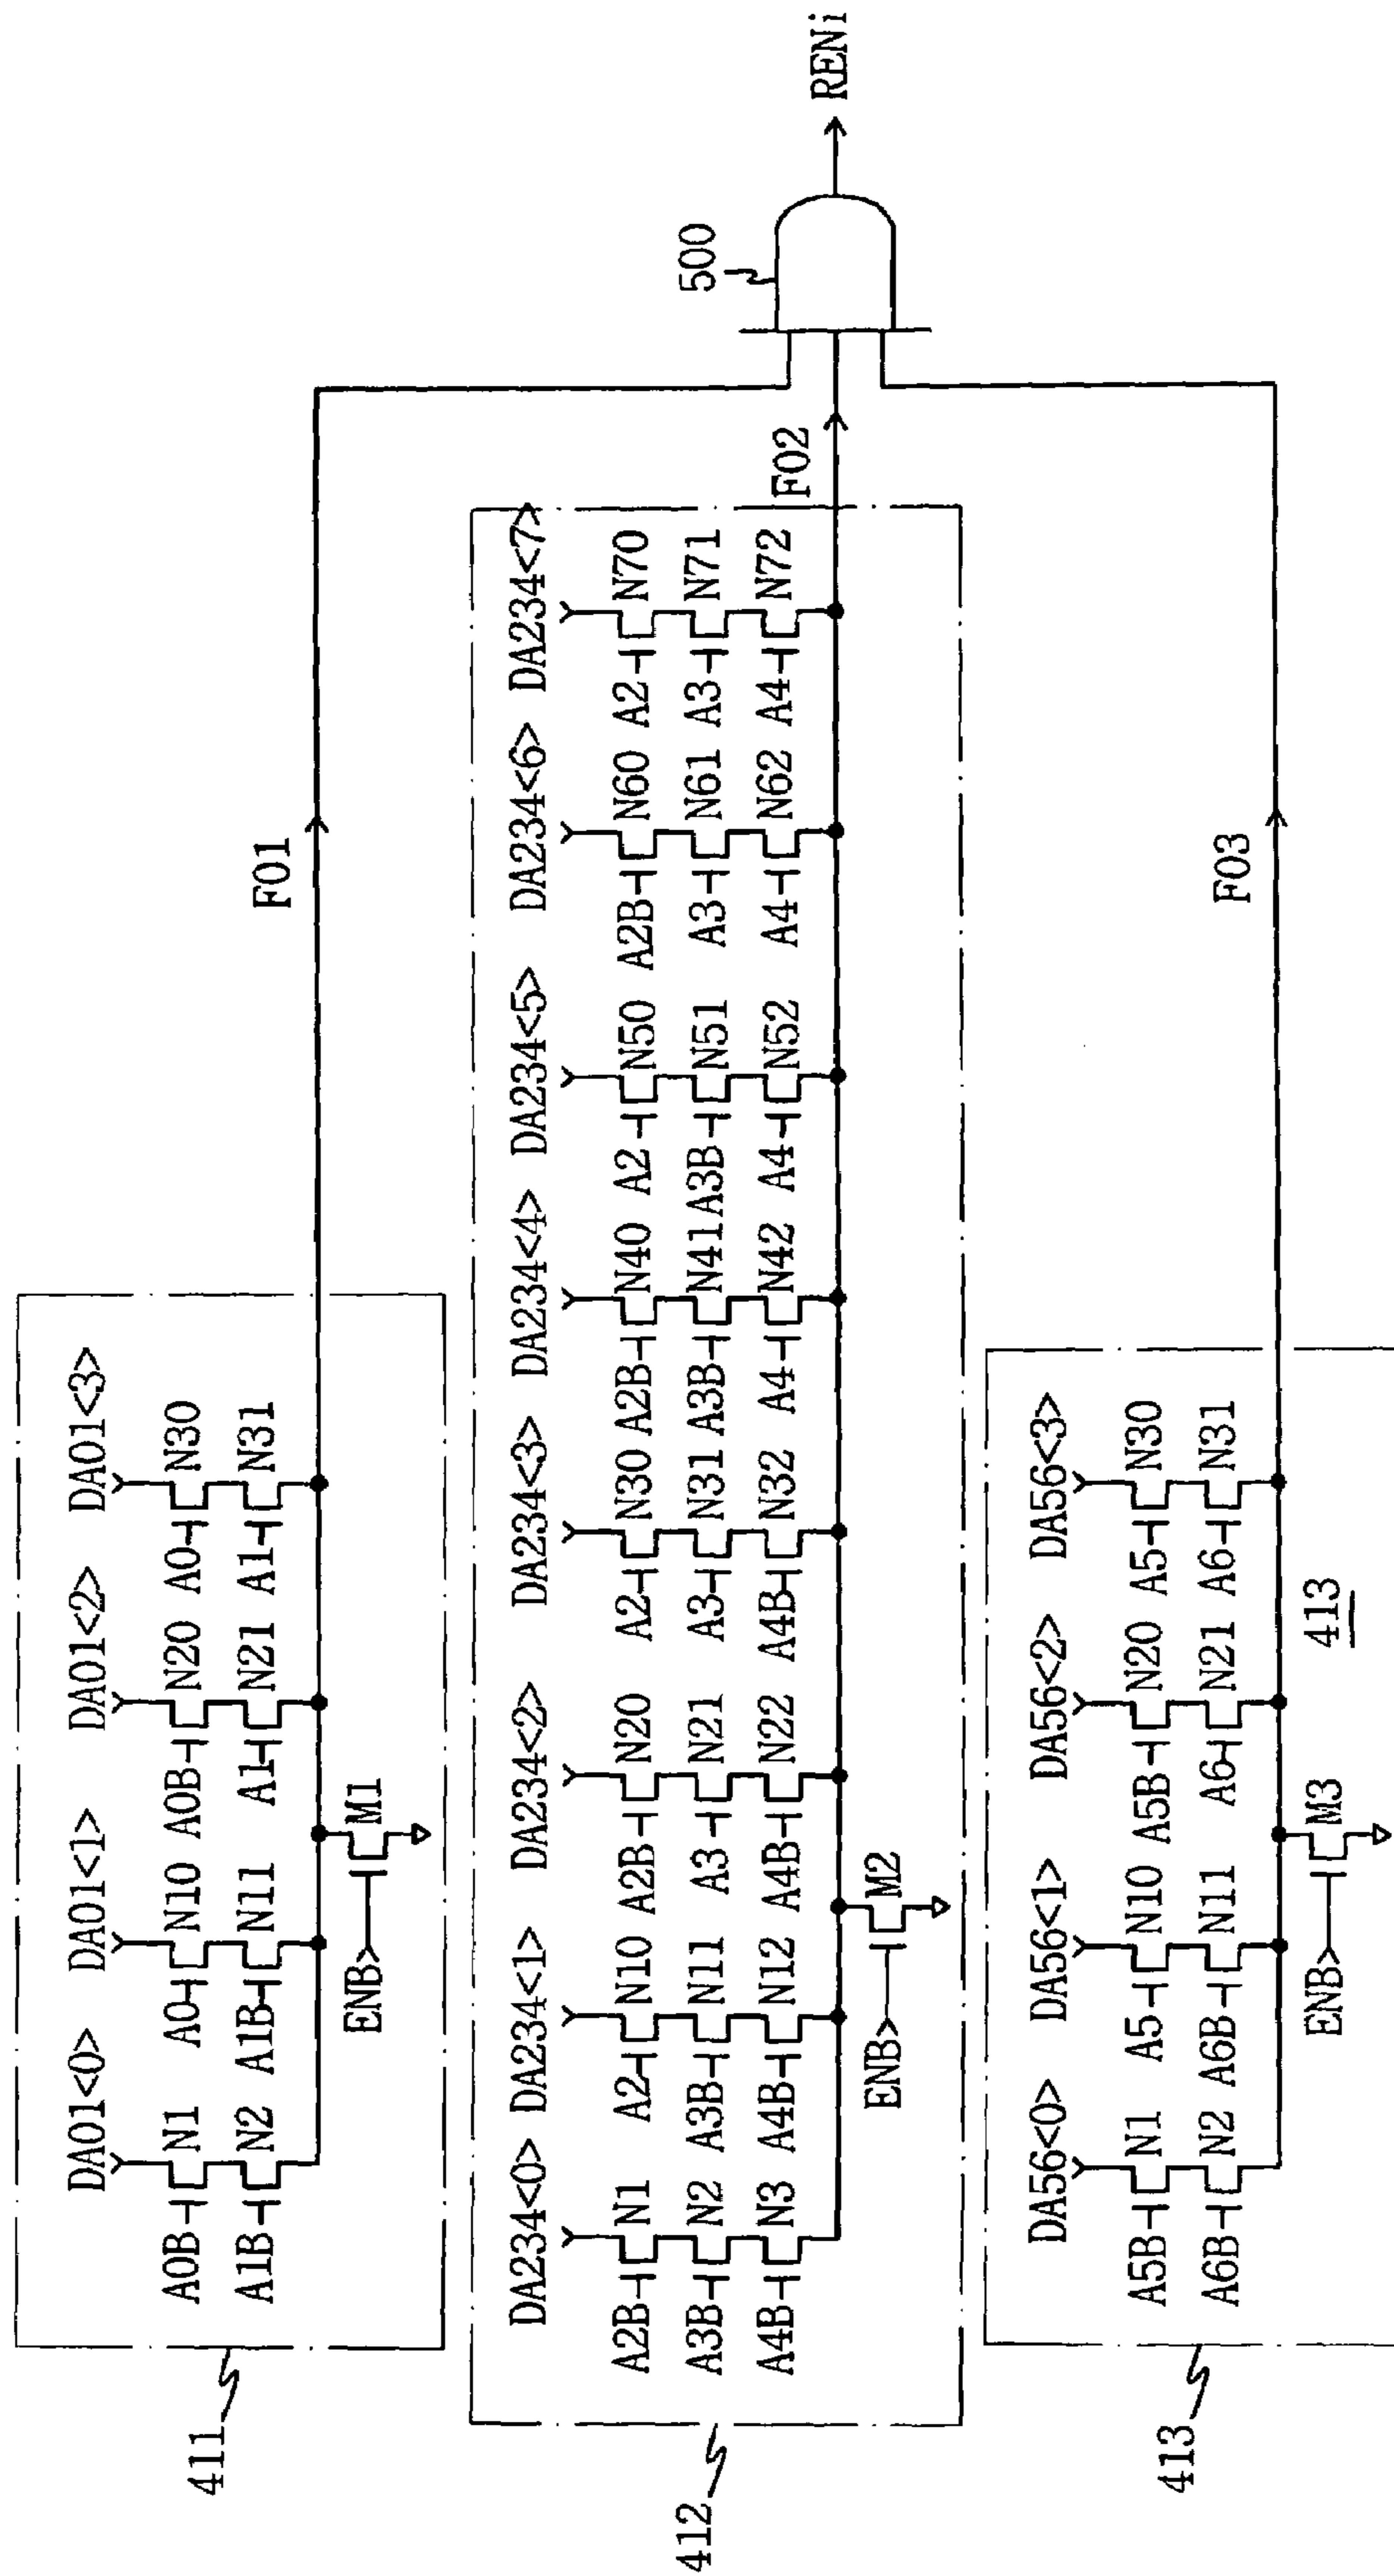 411
DA01<0> DA01<1> DA01<2> DA01<3>
A0B N1 A0 N10 A0B N20 A0 N30
A1B N2 A1B N11 A1 N21 A1 N31
ENB M1
F01
412
DA234<0> DA234<1> DA234<2> DA234<3> DA234<4> DA234<5> DA234<6> DA234<7>
A2B N1 A2 N10 A2B N20 A2 N30 A2B N40 A2 N50 A2B N60 A2 N70
A3B N2 A3B N11 A3 N21 A3 N31 A3B N41 A3B N51 A3 N61 A3 N71
A4B N3 A4B N12 A4B N22 A4B N32 A4 N42 A4 N52 A4 N62 A4 N72
ENB M2
F02
500
RENi
413
DA56<0> DA56<1> DA56<2> DA56<3>
A5B N1 A5 N10 A5B N20 A5 N30
A6B N2 A6B N11 A6 N21 A6 N31
ENB M3
413
F03